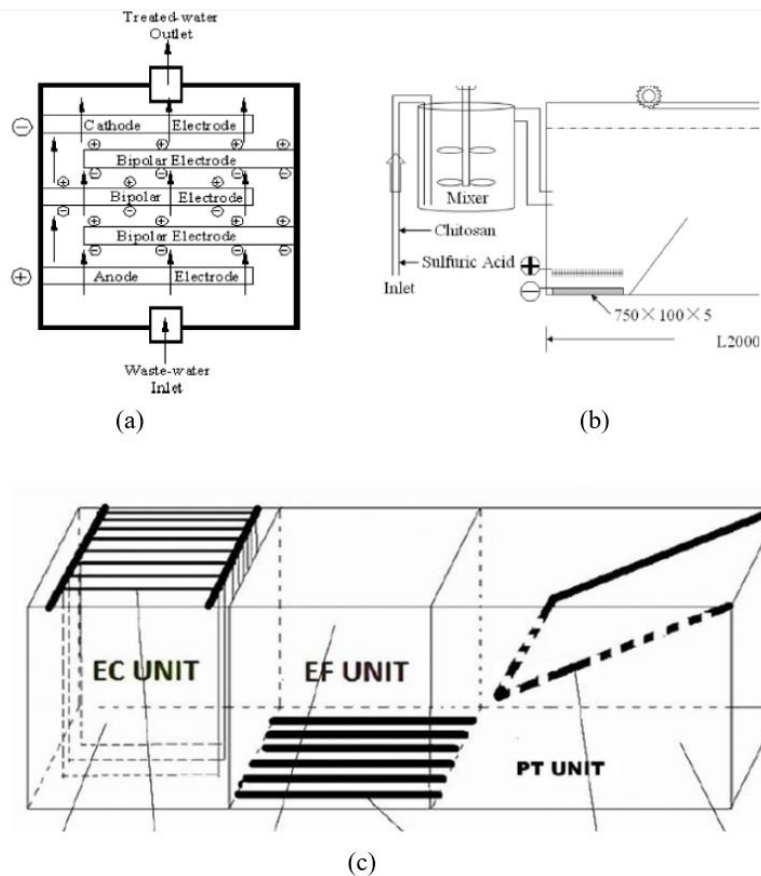 Treated-water
Outlet
⊖
Cathode Electrode
Bipolar Electrode
Bipolar Electrode
Bipolar Electrode
⊕
Anode Electrode
Waste-water
Inlet
(a)
Mixer
Chitosan
Sulfuric Acid
Inlet
750×100×5
L2000
(b)
EC UNIT
EF UNIT
PT UNIT
(c)